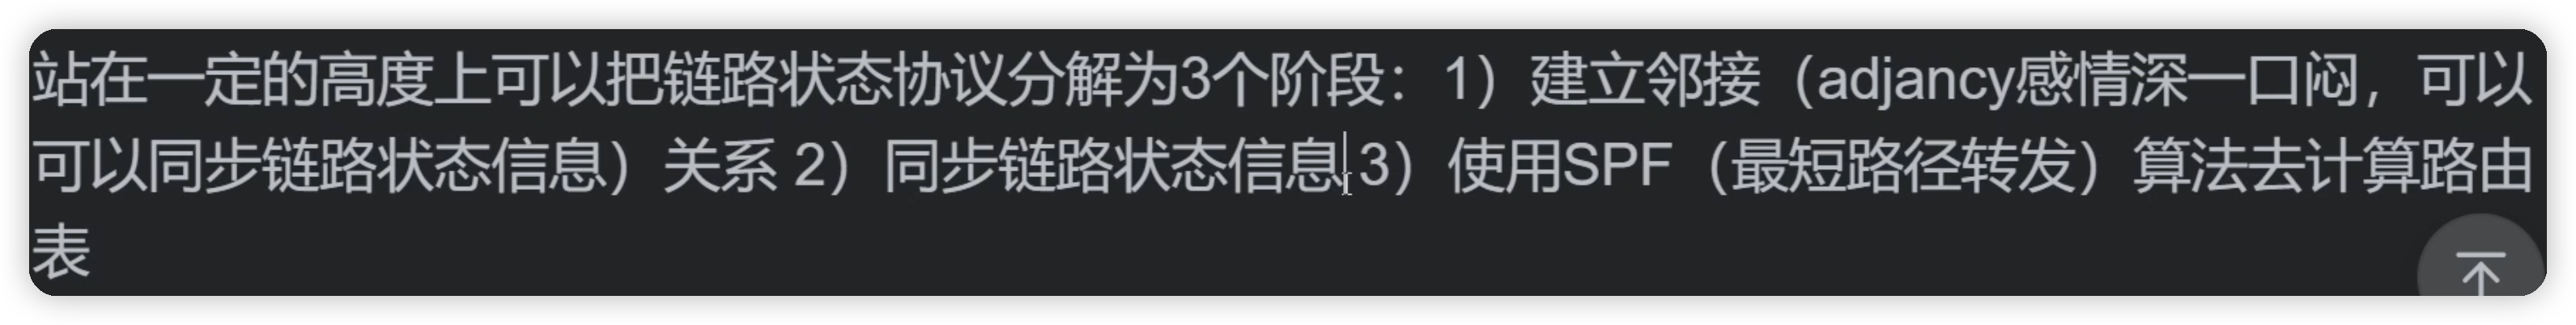 站在一定的高度上可以把链路状态协议分解为3个阶段：1）建立邻接（adjancy感情深一口闷，可以
可以同步链路状态信息）关系 2）同步链路状态信息 3）使用SPF（最短路径转发）算法去计算路由
表